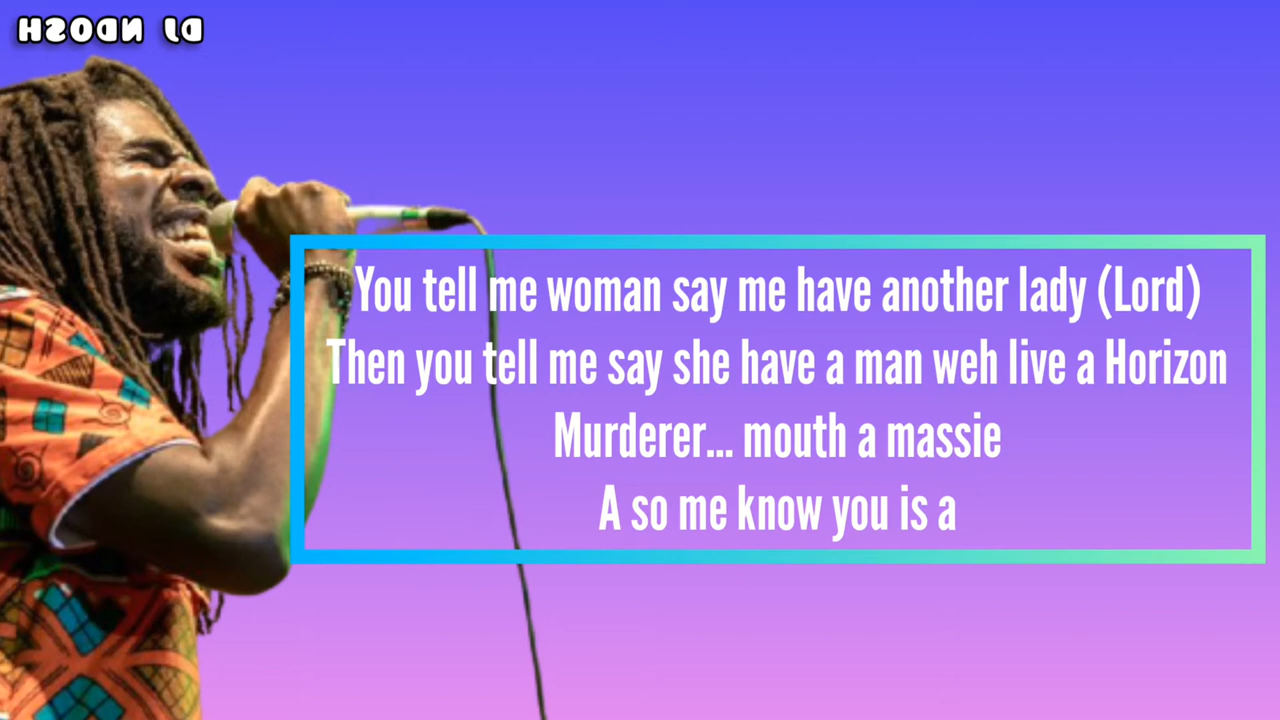 DJ NDOSH
You tell me woman say me have another lady (Lord)
Then you tell me say she have a man weh live a Horizon
Murderer... mouth a massie
A so me know you is a